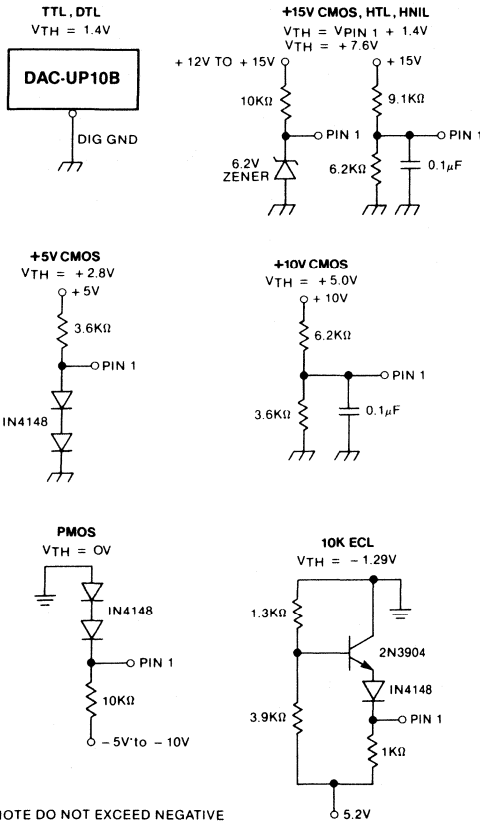 TTL, DTL
VTH = 1.4V
DAC-UP10B
DIG GND
+15V CMOS, HTL, HNIL
VTH = VPIN 1 + 1.4V
VTH = +7.6V
+ 12V TO + 15V
+ 15V
10KΩ
9.1KΩ
PIN 1
PIN 1
6.2V
ZENER
6.2KΩ
0.1µF
+5V CMOS
VTH = + 2.8V
+ 5V
3.6KΩ
PIN 1
IN4148
+10V CMOS
VTH = +5.0V
+ 10V
6.2KΩ
PIN 1
3.6KΩ
0.1µF
PMOS
VTH = OV
IN4148
PIN 1
10KΩ
- 5V to - 10V
10K ECL
VTH = - 1.29V
1.3KΩ
2N3904
IN4148
3.9KΩ
PIN 1
1KΩ
5.2V
DO NOT EXCEED NEGATIVE